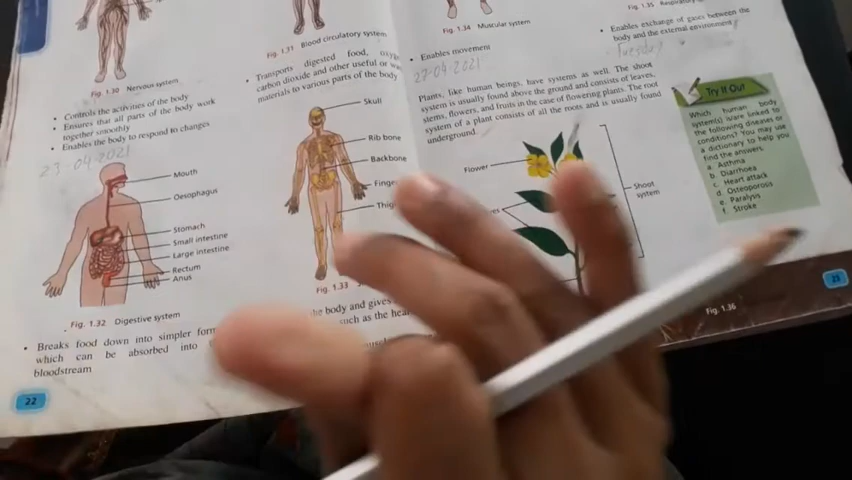 Fig. 1.30 Nervous system
• Controls the activities of the body
• Ensures that all parts of the body work
together smoothly
• Enables the body to respond to changes
23-04-2021
Mouth
Oesophagus
Stomach
Small intestine
Large intestine
Rectum
Anus
Fig. 1.32 Digestive system
• Breaks food down into simpler
which can be absorbed into
bloodstream
22
Fig. 1.31 Blood circulatory system
• Transports digested food,
carbon dioxide and other useful or
materials to various parts of the body
Skull
Rib bone
Backbone
Fig. 1.33
the body and gives
such as the
Fig. 1.34 Muscular system
• Enables movement
27-04-2021
Plants, like human beings, have systems as well. The shoot
system is usually found above the ground and consists of leaves,
stems, flowers, and fruits in the case of flowering plants. The root
system of a plant consists of all the roots and is usually found
underground.
Flower
Shoot
system
Fig. 1.35
• Enables exchange of gases between the
body and the external environment
Tuesday
Try It Out
Which human body
system(s) is/are linked to
the following diseases or
conditions? You may use
a dictionary to help you
find the answers.
a. Asthma
b. Diarrhoea
c. Heart attack
d. Osteoporosis
e. Paralysis
f. Stroke
Fig. 1.36
23